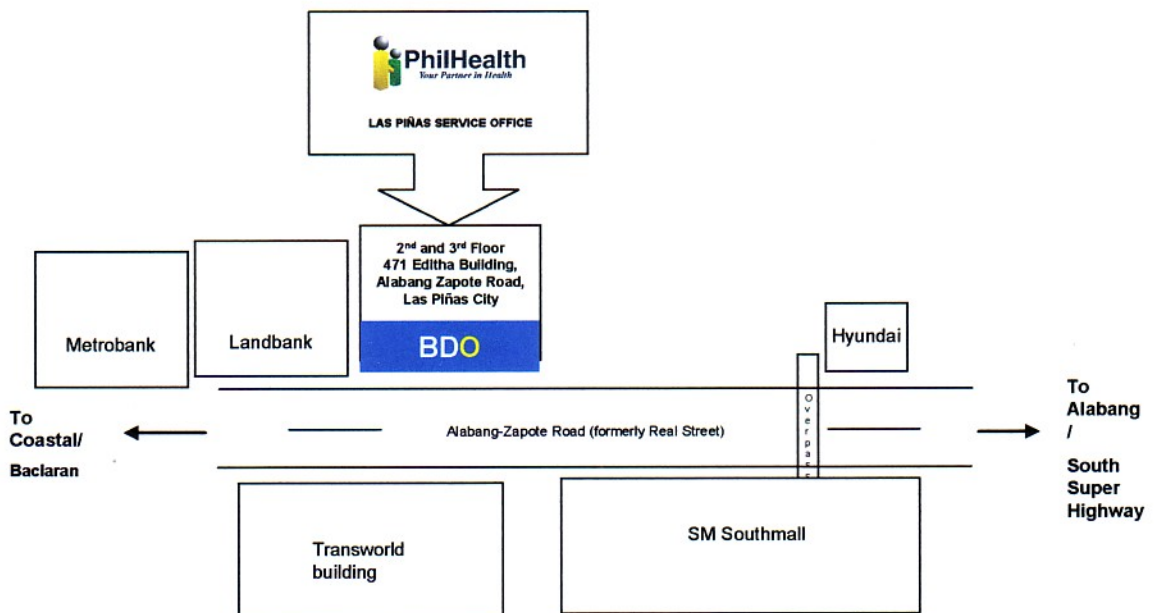 PhilHealth
Your Partner in Health
LAS PIÑAS SERVICE OFFICE
2nd and 3rd Floor
471 Editha Building,
Alabang Zapote Road,
Las Piñas City
Metrobank
Landbank
BDO
Hyundai
To
Coastal/
Baclaran
Alabang-Zapote Road (formerly Real Street)
Overpass
To
Alabang
/
South
Super
Highway
Transworld
building
SM Southmall